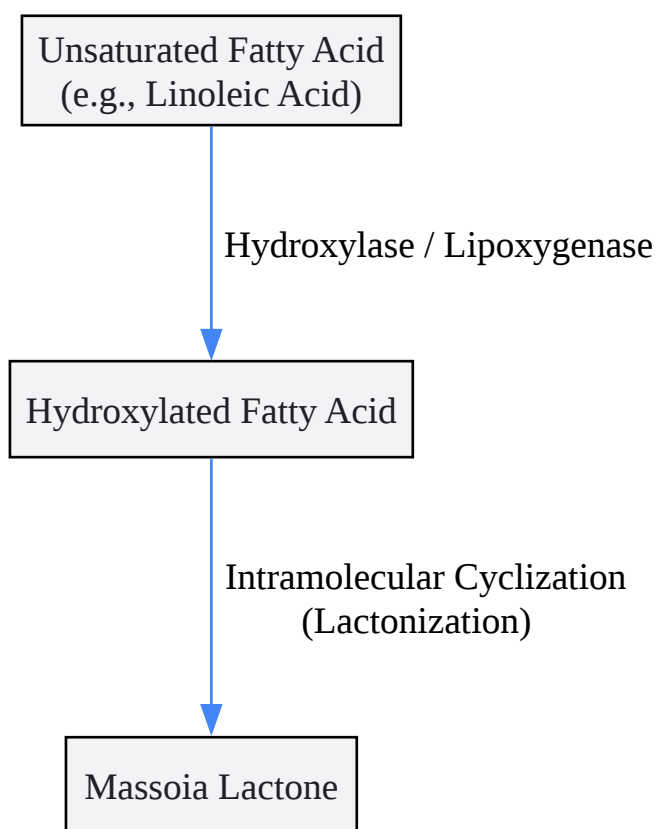 Unsaturated Fatty Acid
(e.g., Linoleic Acid)
Hydroxylase / Lipoxygenase
Hydroxylated Fatty Acid
Intramolecular Cyclization
(Lactonization)
Massoia Lactone